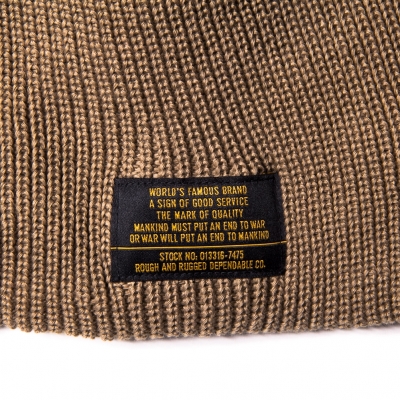 WORLD'S FAMOUS BRAND
A SIGN OF GOOD SERVICE
THE MARK OF QUALITY
MANKIND MUST PUT AN END TO WAR
OR WAR WILL PUT AN END TO MANKIND
STOCK NO: 013316-7475
ROUGH AND RUGGED DEPENDABLE CO.